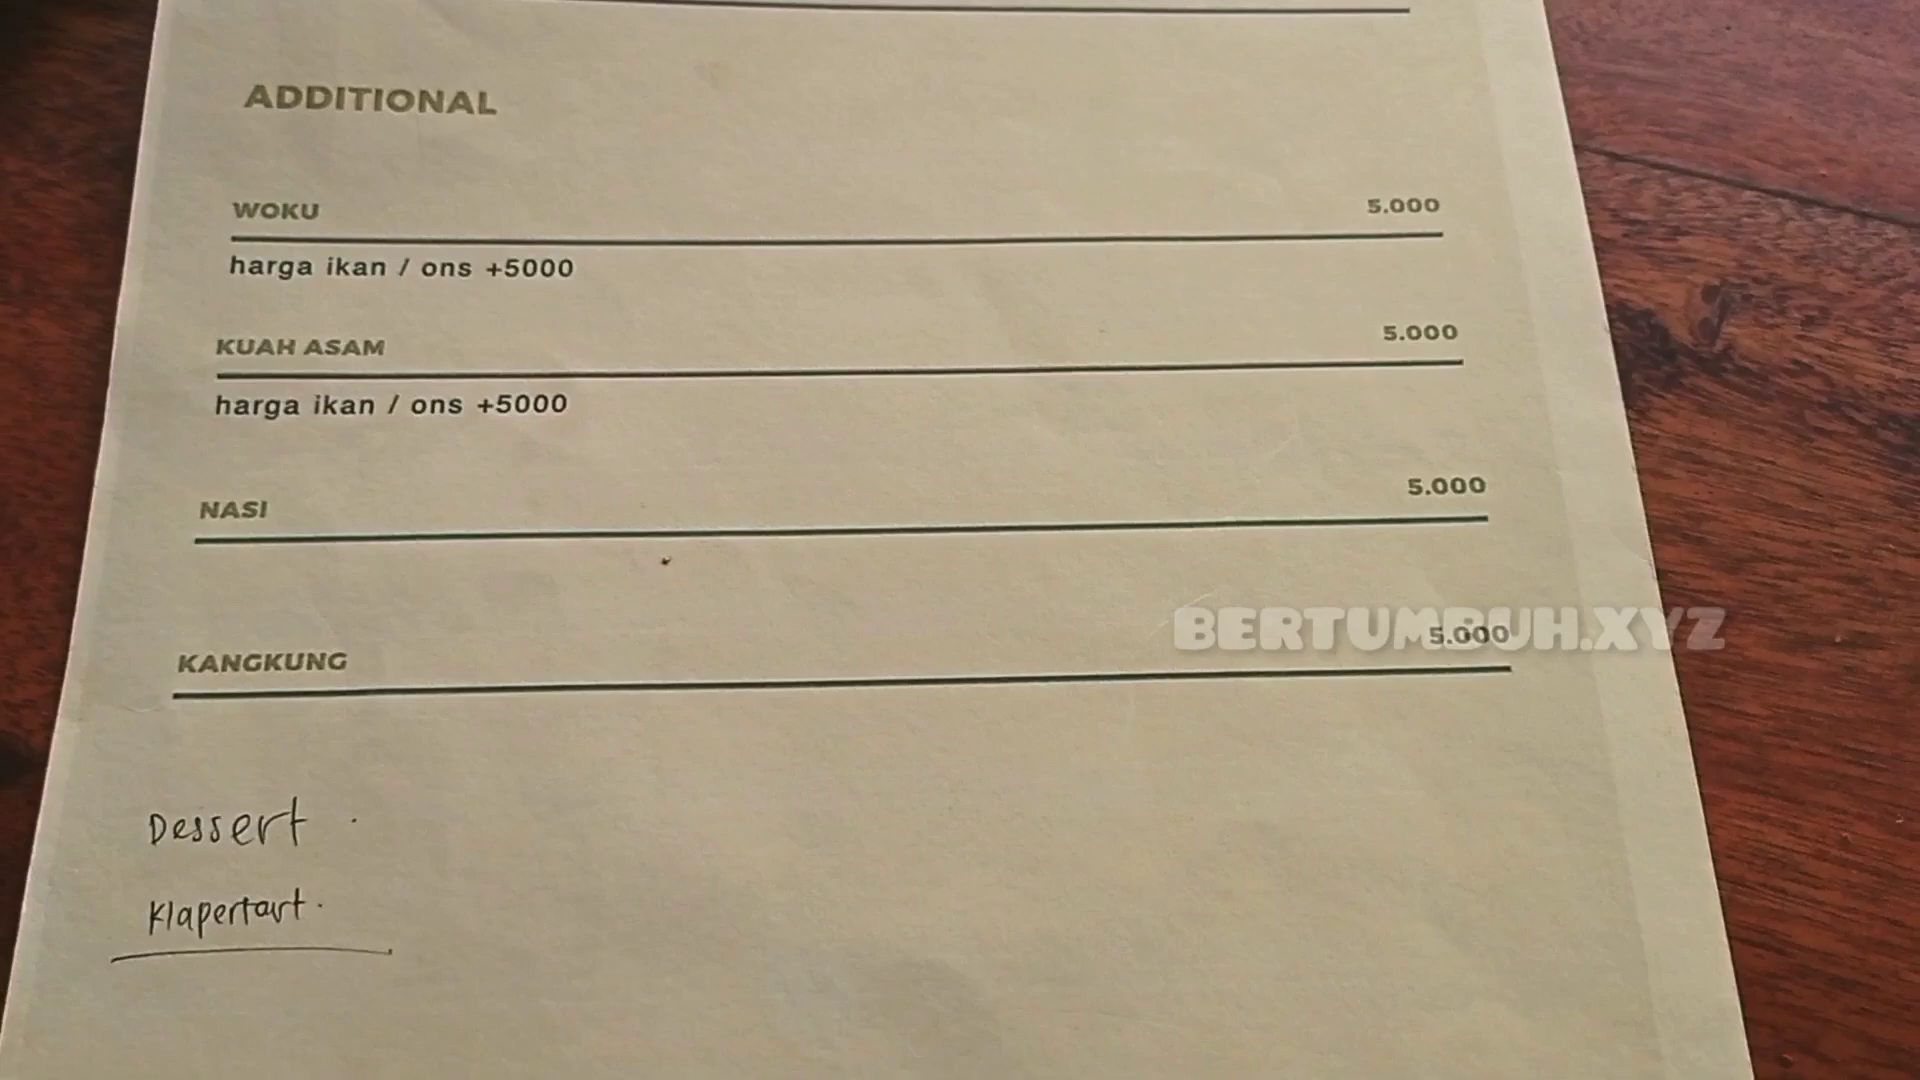 ADDITIONAL
WOKU 5.000
harga ikan / ons +5000
KUAH ASAM 5.000
harga ikan / ons +5000
NASI 5.000
BERTUMBUH.XYZ
KANGKUNG 5.000
Dessert .
Klapertart.